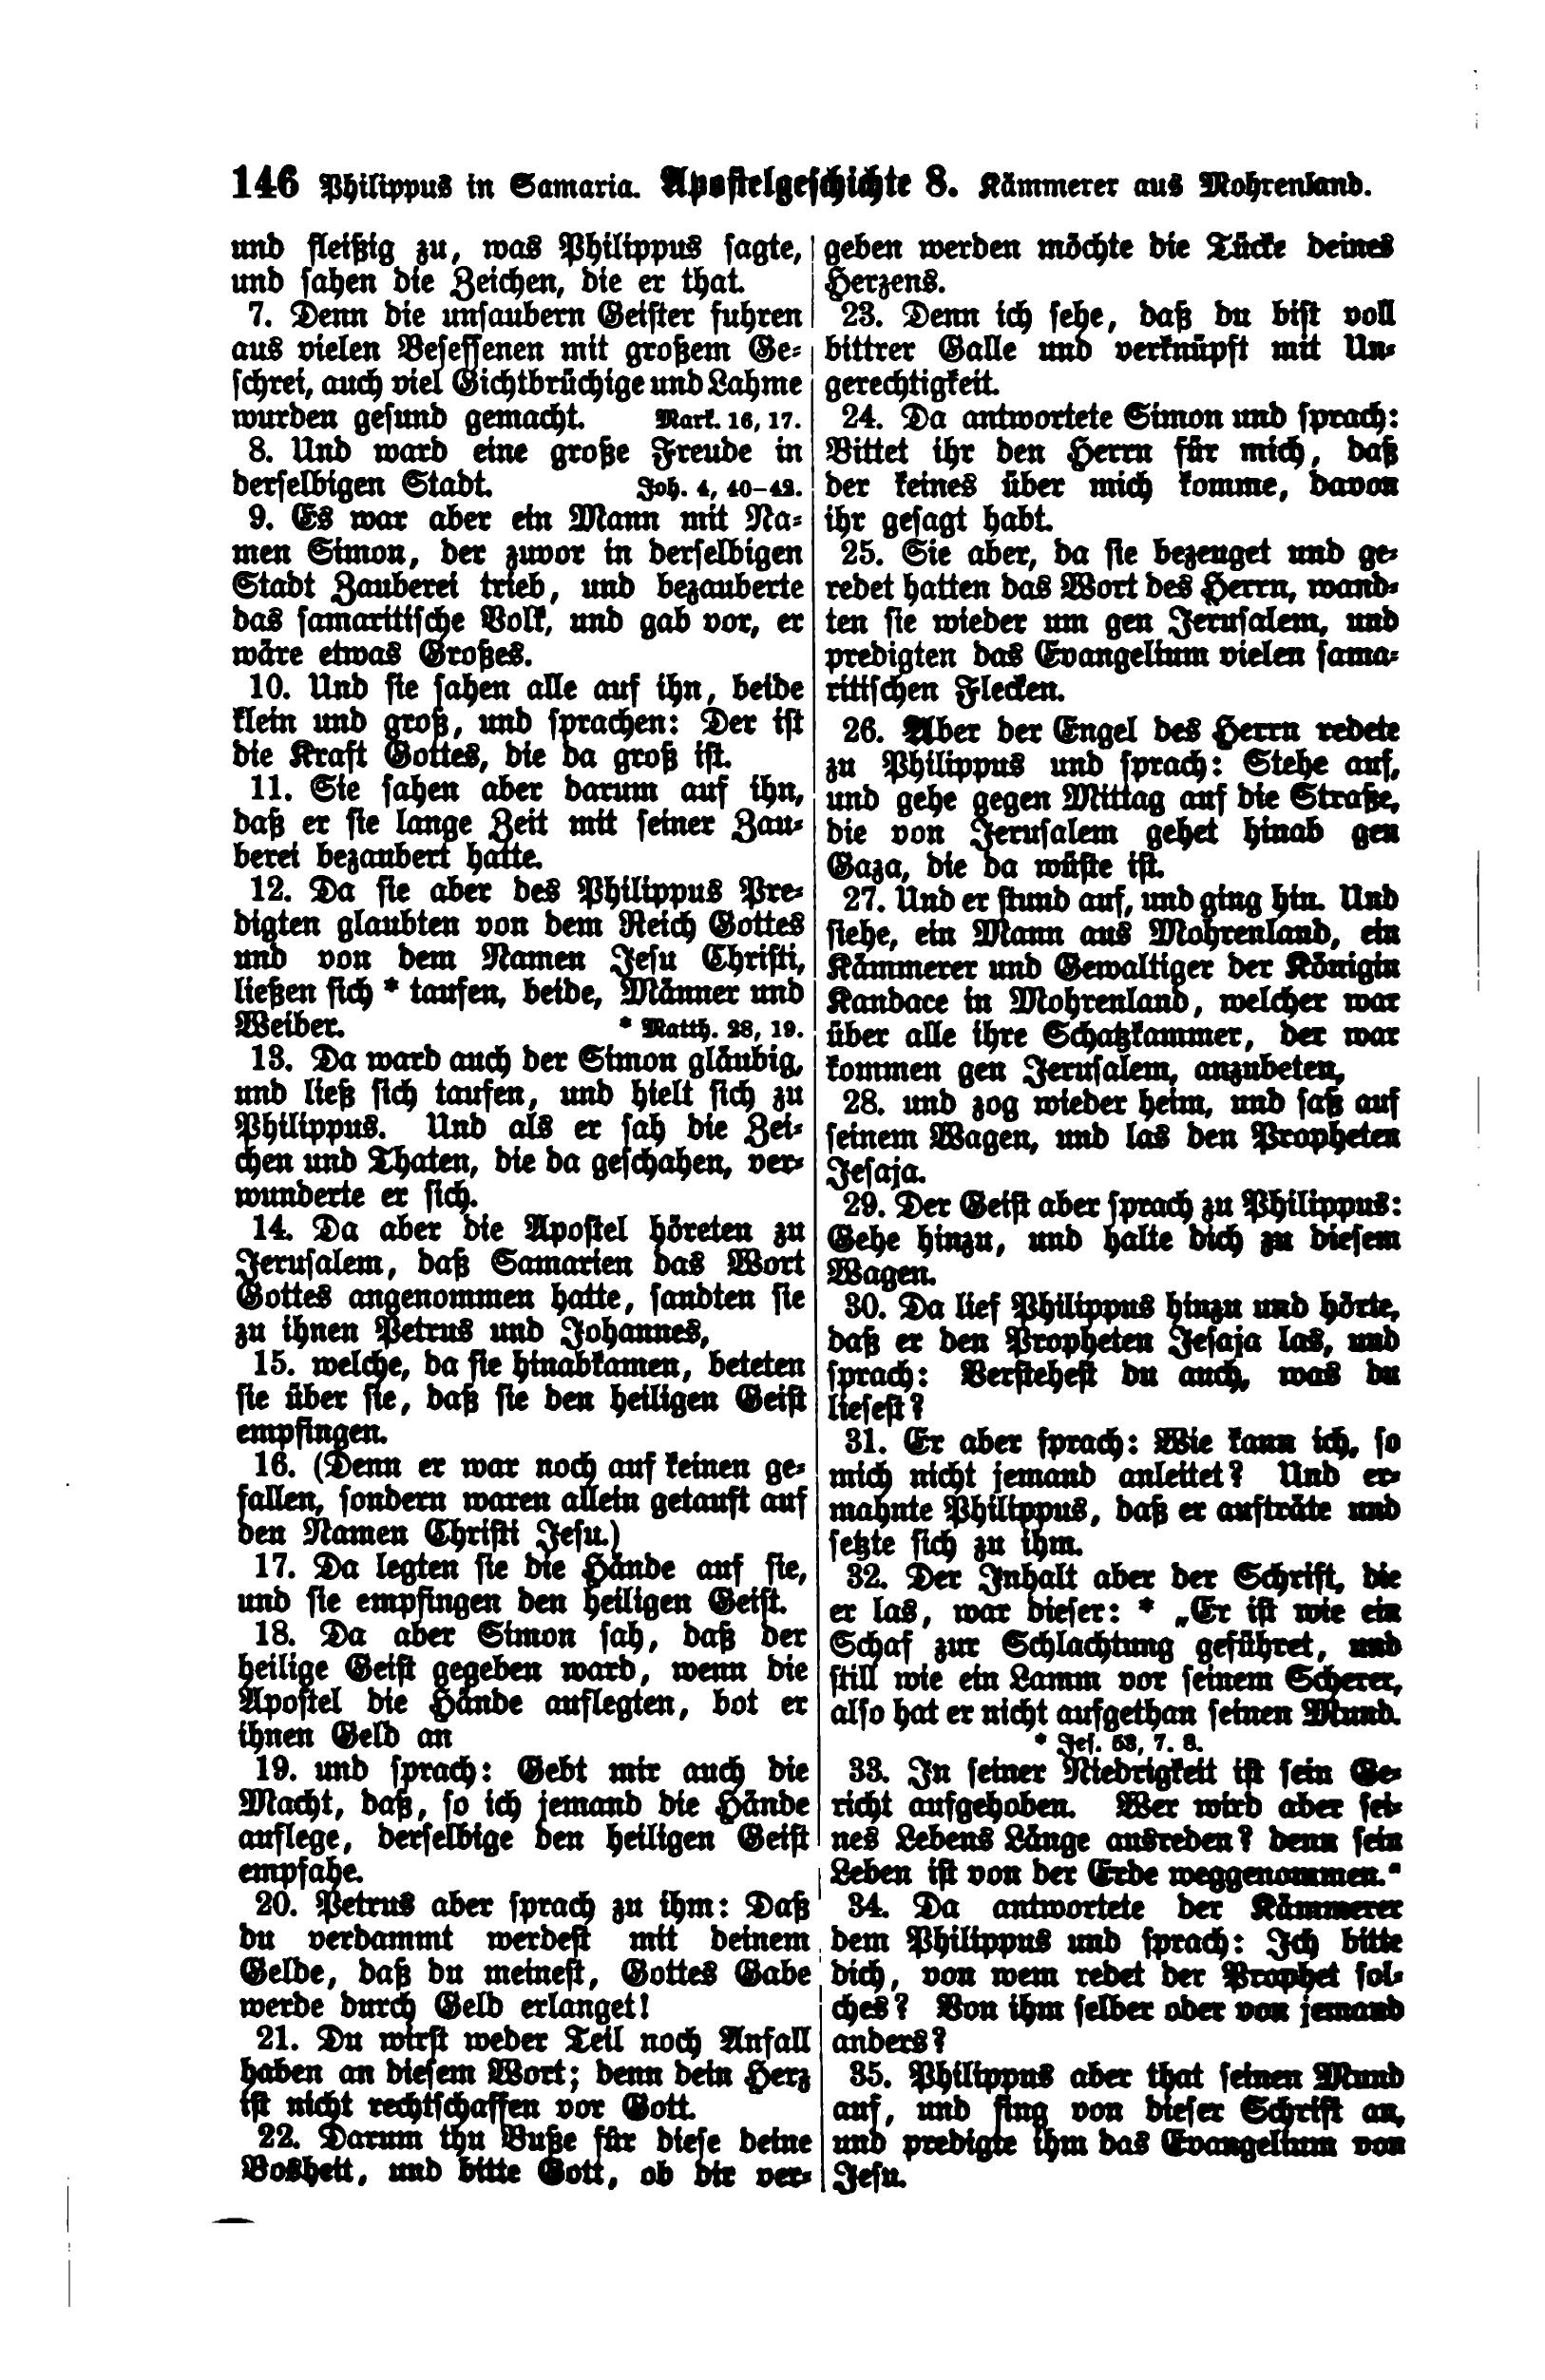 146 Philippus in Samaria. Apostelgeschichte 8. Kämmerer aus Mohrenland.
und fleißig zu, was Philippus sagte,
und sahen die Zeichen, die er that.
7. Denn die unsaubern Geister fuhren
aus vielen Besessenen mit großem Ge-
schrei, auch viel Gichtbrüchige und Lahme
wurden gesund gemacht. Mark. 16, 17.
8. Und ward eine große Freude in
derselbigen Stadt. Joh. 4, 40–42.
9. Es war aber ein Mann mit Na-
men Simon, der zuvor in derselbigen
Stadt Zauberei trieb, und bezauberte
das samaritische Volk, und gab vor, er
wäre etwas Großes.
10. Und sie sahen alle auf ihn, beide
klein und groß, und sprachen: Der ist
die Kraft Gottes, die da groß ist.
11. Sie sahen aber darum auf ihn,
daß er sie lange Zeit mit seiner Zau-
berei bezaubert hatte.
12. Da sie aber des Philippus Pre-
digten glaubten von dem Reich Gottes
und von dem Namen Jesu Christi,
ließen sich * taufen, beide, Männer und
Weiber. * Matth. 28, 19.
13. Da ward auch der Simon gläubig,
und ließ sich taufen, und hielt sich zu
Philippus. Und als er sah die Zei-
chen und Thaten, die da geschahen, ver-
wunderte er sich.
14. Da aber die Apostel höreten zu
Jerusalem, daß Samarien das Wort
Gottes angenommen hatte, sandten sie
zu ihnen Petrus und Johannes,
15. welche, da sie hinabkamen, beteten
sie über sie, daß sie den heiligen Geist
empfingen.
16. (Denn er war noch auf keinen ge-
fallen, sondern waren allein getauft auf
den Namen Christi Jesu.)
17. Da legten sie die Hände auf sie,
und sie empfingen den heiligen Geist.
18. Da aber Simon sah, daß der
heilige Geist gegeben ward, wenn die
Apostel die Hände auflegten, bot er
ihnen Geld an
19. und sprach: Gebt mir auch die
Macht, daß, so ich jemand die Hände
auflege, derselbige den heiligen Geist
empfahe.
20. Petrus aber sprach zu ihm: Daß
du verdammt werdest mit deinem
Gelde, daß du meinest, Gottes Gabe
werde durch Geld erlanget!
21. Du wirst weder Teil noch Anfall
haben an diesem Wort; denn dein Herz
ist nicht rechtschaffen vor Gott.
22. Darum thu Buße für diese deine
Bosheit, und bitte Gott, ob dir ver-
geben werden möchte die Tücke deines
Herzens.
23. Denn ich sehe, daß du bist voll
bittrer Galle und verknüpft mit Un-
gerechtigkeit.
24. Da antwortete Simon und sprach:
Bittet ihr den Herrn für mich, daß
der keines über mich komme, davon
ihr gesagt habt.
25. Sie aber, da sie bezeuget und ge-
redet hatten das Wort des Herrn, wand-
ten sie wieder um gen Jerusalem, und
predigten das Evangelium vielen sama-
ritischen Flecken.
26. Aber der Engel des Herrn redete
zu Philippus und sprach: Stehe auf,
und gehe gegen Mittag auf die Straße,
die von Jerusalem gehet hinab gen
Gaza, die da wüste ist.
27. Und er stund auf, und ging hin. Und
siehe, ein Mann aus Mohrenland, ein
Kämmerer und Gewaltiger der Königin
Kandace in Mohrenland, welcher war
über alle ihre Schatzkammer, der war
kommen gen Jerusalem, anzubeten,
28. und zog wieder heim, und saß auf
seinem Wagen, und las den Propheten
Jesaja.
29. Der Geist aber sprach zu Philippus:
Gehe hinzu, und halte dich zu diesem
Wagen.
30. Da lief Philippus hinzu und hörte,
daß er den Propheten Jesaja las, und
sprach: Verstehest du auch, was du
liesest?
31. Er aber sprach: Wie kann ich, so
mich nicht jemand anleitet? Und er-
mahnte Philippus, daß er aufträte und
setzte sich zu ihm.
32. Der Inhalt aber der Schrift, die
er las, war dieser: * „Er ist wie ein
Schaf zur Schlachtung geführet, und
still wie ein Lamm vor seinem Scherer,
also hat er nicht aufgethan seinen Mund.
* Jes. 53, 7. 8.
33. In seiner Niedrigkeit ist sein Ge-
richt aufgehoben. Wer wird aber sei-
nes Lebens Länge ausreden? denn sein
Leben ist von der Erde weggenommen.“
34. Da antwortete der Kämmerer
dem Philippus und sprach: Ich bitte
dich, von wem redet der Prophet sol-
ches? Von ihm selber oder von jemand
anders?
35. Philippus aber that seinen Mund
auf, und fing von dieser Schrift an,
und predigte ihm das Evangelium von
Jesu.